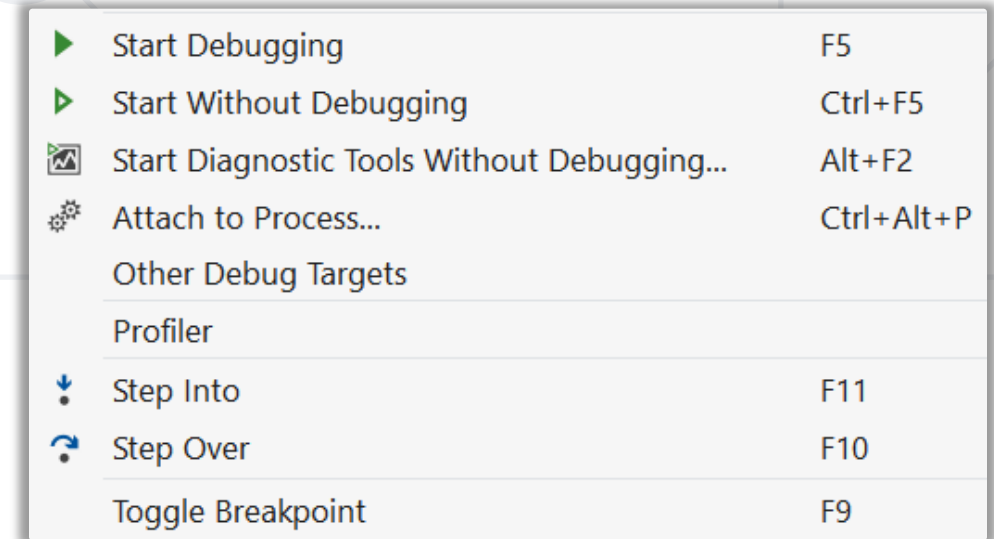 Start Debugging F5
Start Without Debugging Ctrl+F5
Start Diagnostic Tools Without Debugging... Alt+F2
Attach to Process... Ctrl+Alt+P
Other Debug Targets
Profiler
Step Into F11
Step Over F10
Toggle Breakpoint F9